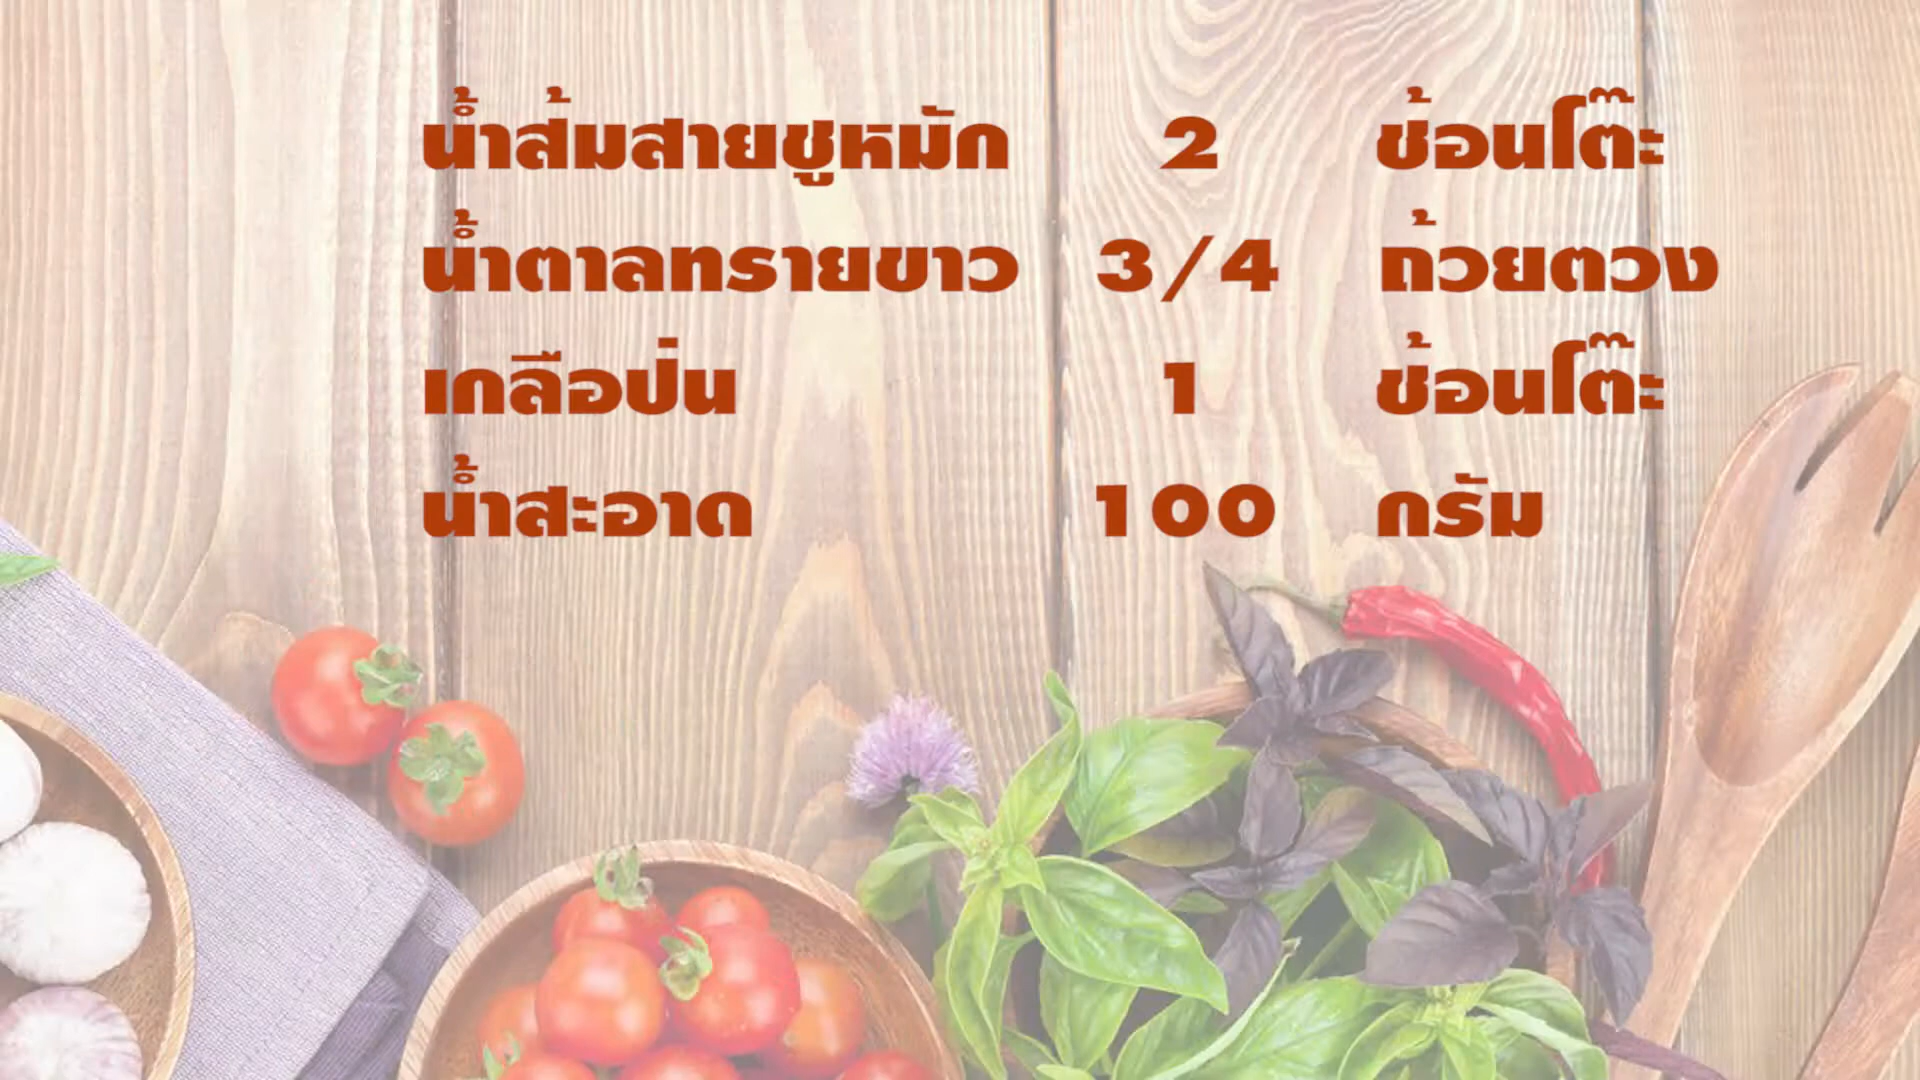 น้ำส้มสายชูหมัก 2 ช้อนโต๊ะ
น้ำตาลทรายขาว 3/4 ถ้วยตวง
เกลือป่น 1 ช้อนโต๊ะ
น้ำสะอาด 100 กรัม